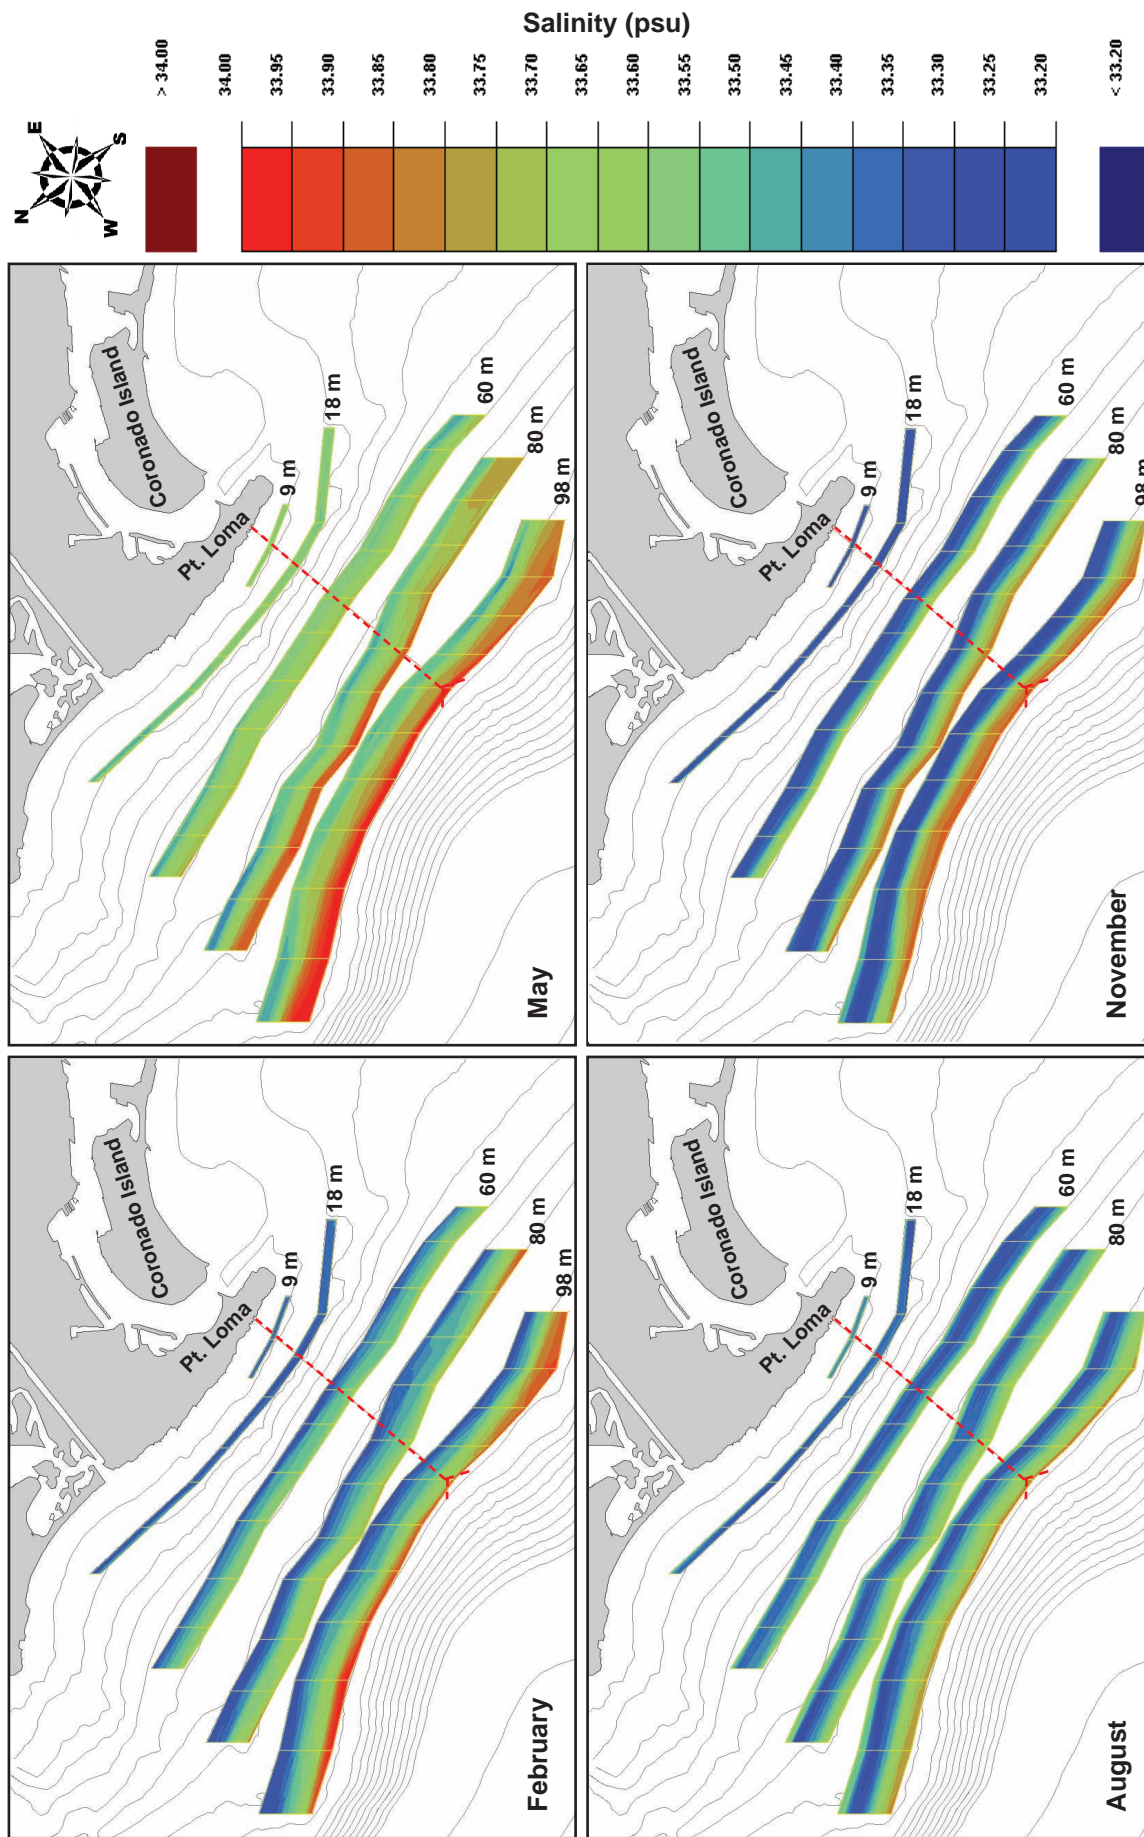 Salinity (psu)
> 34.00
34.00
33.95
33.90
33.85
33.80
33.75
33.70
33.65
33.60
33.55
33.50
33.45
33.40
33.35
33.30
33.25
33.20
< 33.20
N
E
S
W
Coronado Island
Pt. Loma
9 m
18 m
60 m
80 m
98 m
May
Coronado Island
Pt. Loma
9 m
18 m
60 m
80 m
98 m
November
Coronado Island
Pt. Loma
9 m
18 m
60 m
80 m
98 m
February
Coronado Island
Pt. Loma
9 m
18 m
60 m
80 m
August